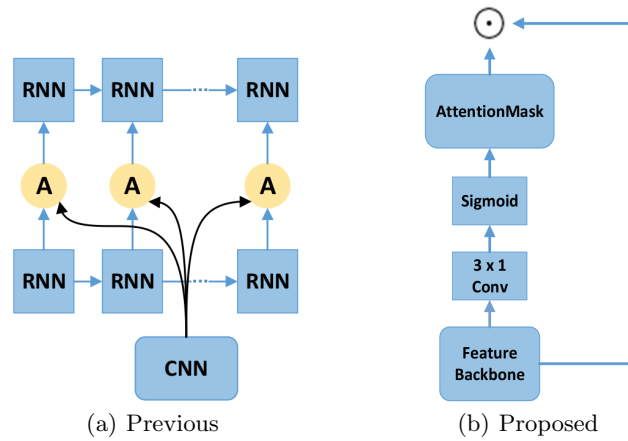 RNN RNN RNN
A A A
RNN RNN RNN
CNN
(a) Previous
AttentionMask
Sigmoid
3 x 1
Conv
Feature
Backbone
(b) Proposed